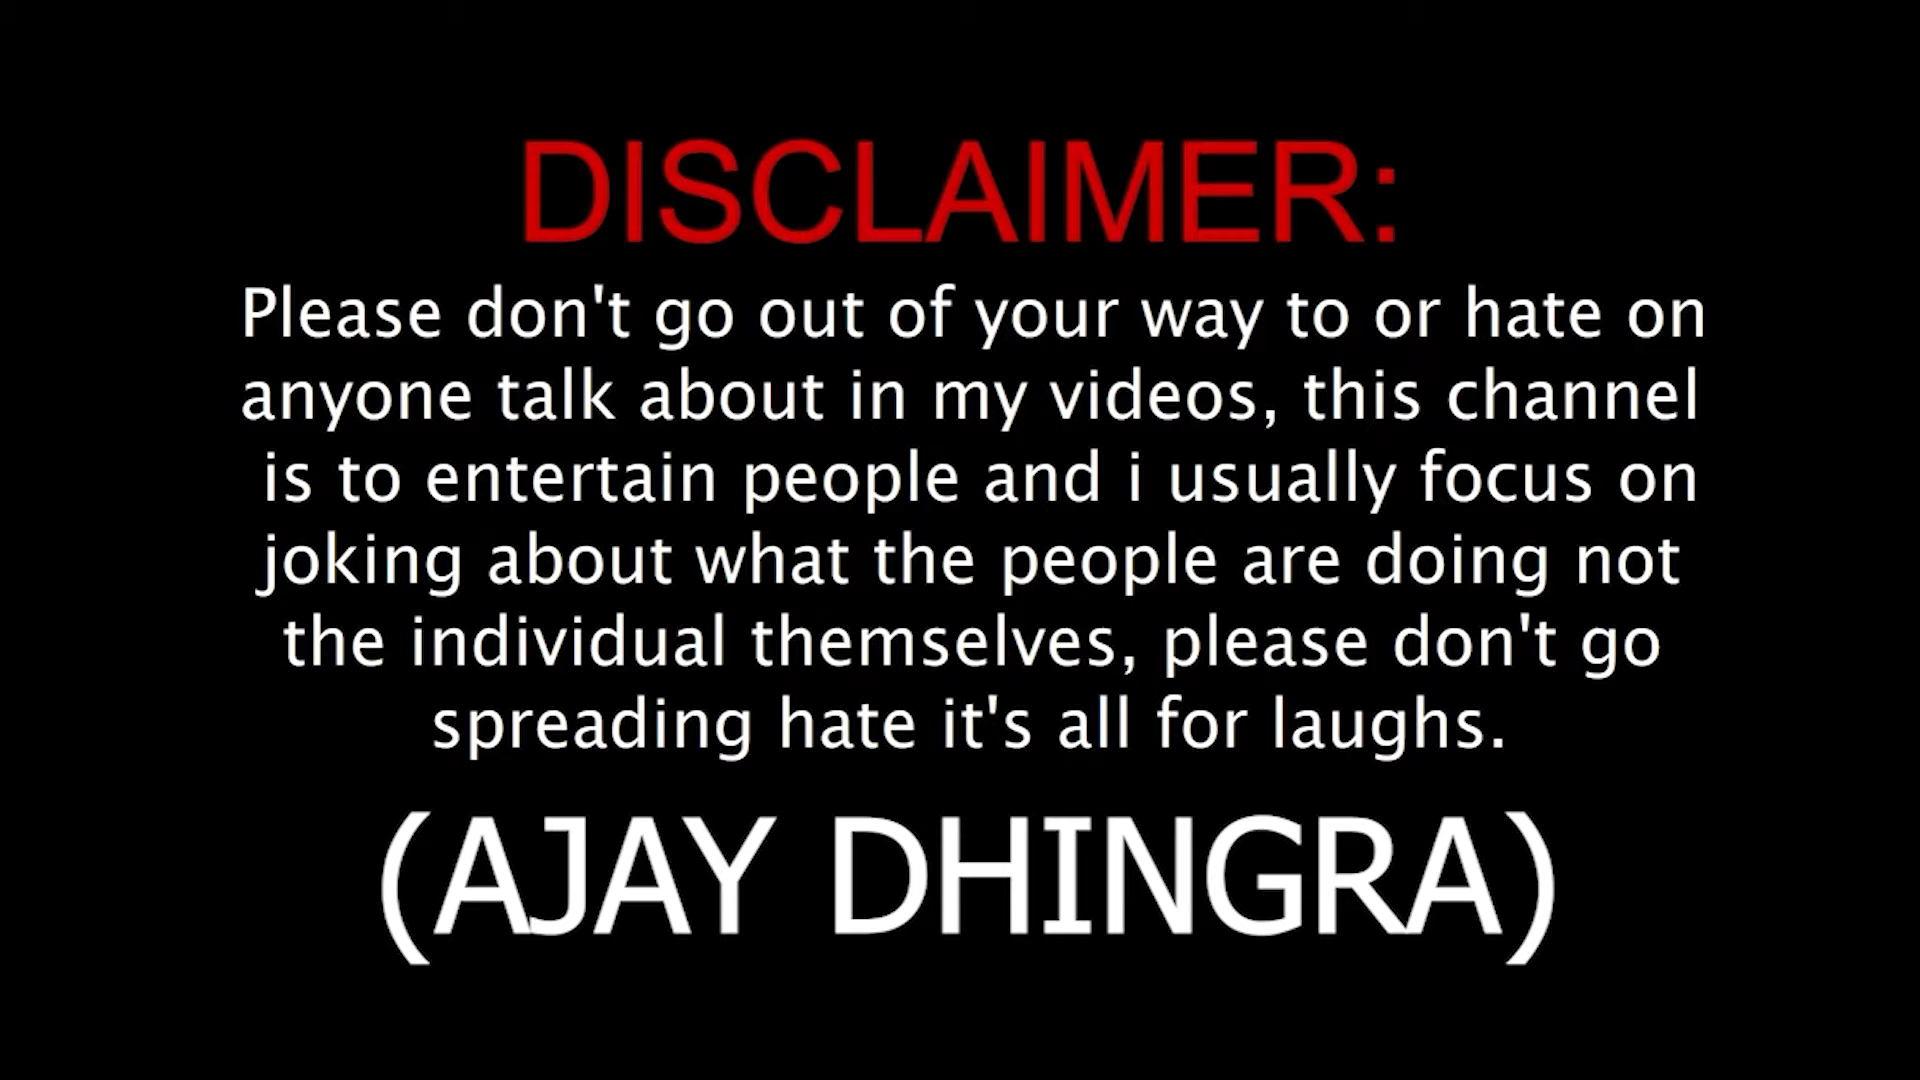 DISCLAIMER:
Please don't go out of your way to or hate on
anyone talk about in my videos, this channel
is to entertain people and i usually focus on
joking about what the people are doing not
the individual themselves, please don't go
spreading hate it's all for laughs.
(AJAY DHINGRA)